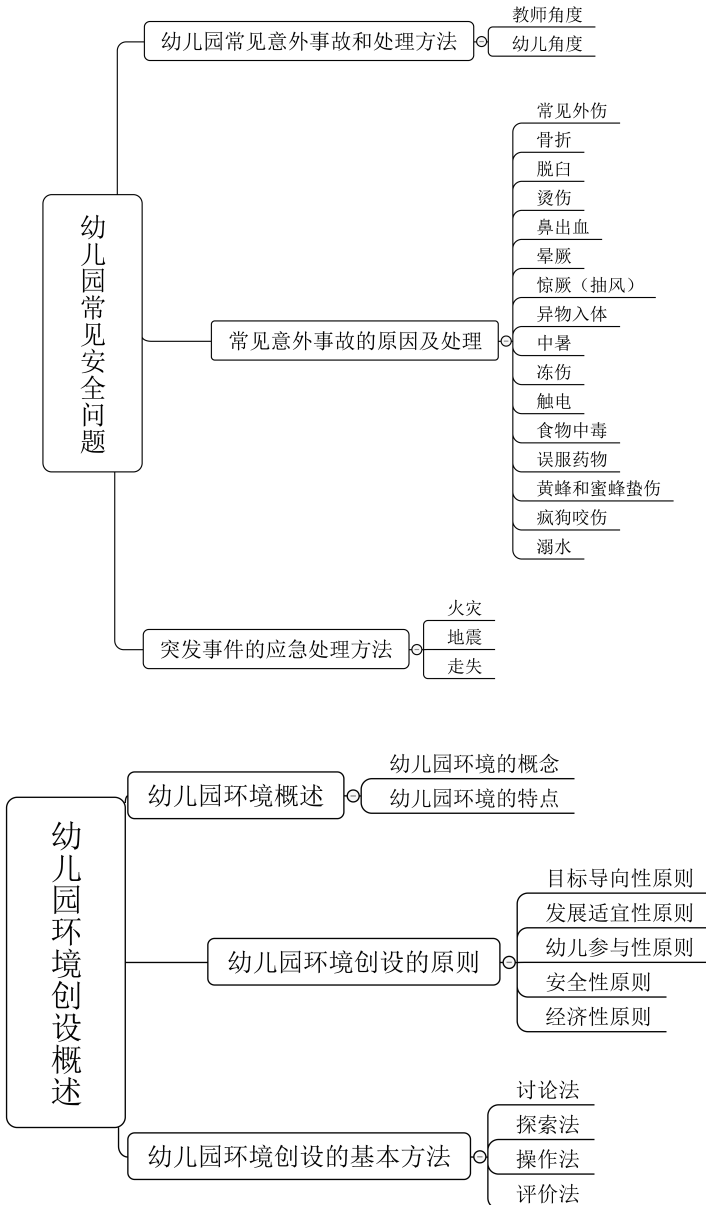 幼儿园常见安全问题
幼儿园常见意外事故和处理方法
教师角度
幼儿角度
常见意外事故的原因及处理
常见外伤
骨折
脱臼
烫伤
鼻出血
晕厥
惊厥（抽风）
异物入体
中暑
冻伤
触电
食物中毒
误服药物
黄蜂和蜜蜂蛰伤
疯狗咬伤
溺水
突发事件的应急处理方法
火灾
地震
走失
幼儿园环境创设概述
幼儿园环境概述
幼儿园环境的概念
幼儿园环境的特点
幼儿园环境创设的原则
目标导向性原则
发展适宜性原则
幼儿参与性原则
安全性原则
经济性原则
幼儿园环境创设的基本方法
讨论法
探索法
操作法
评价法